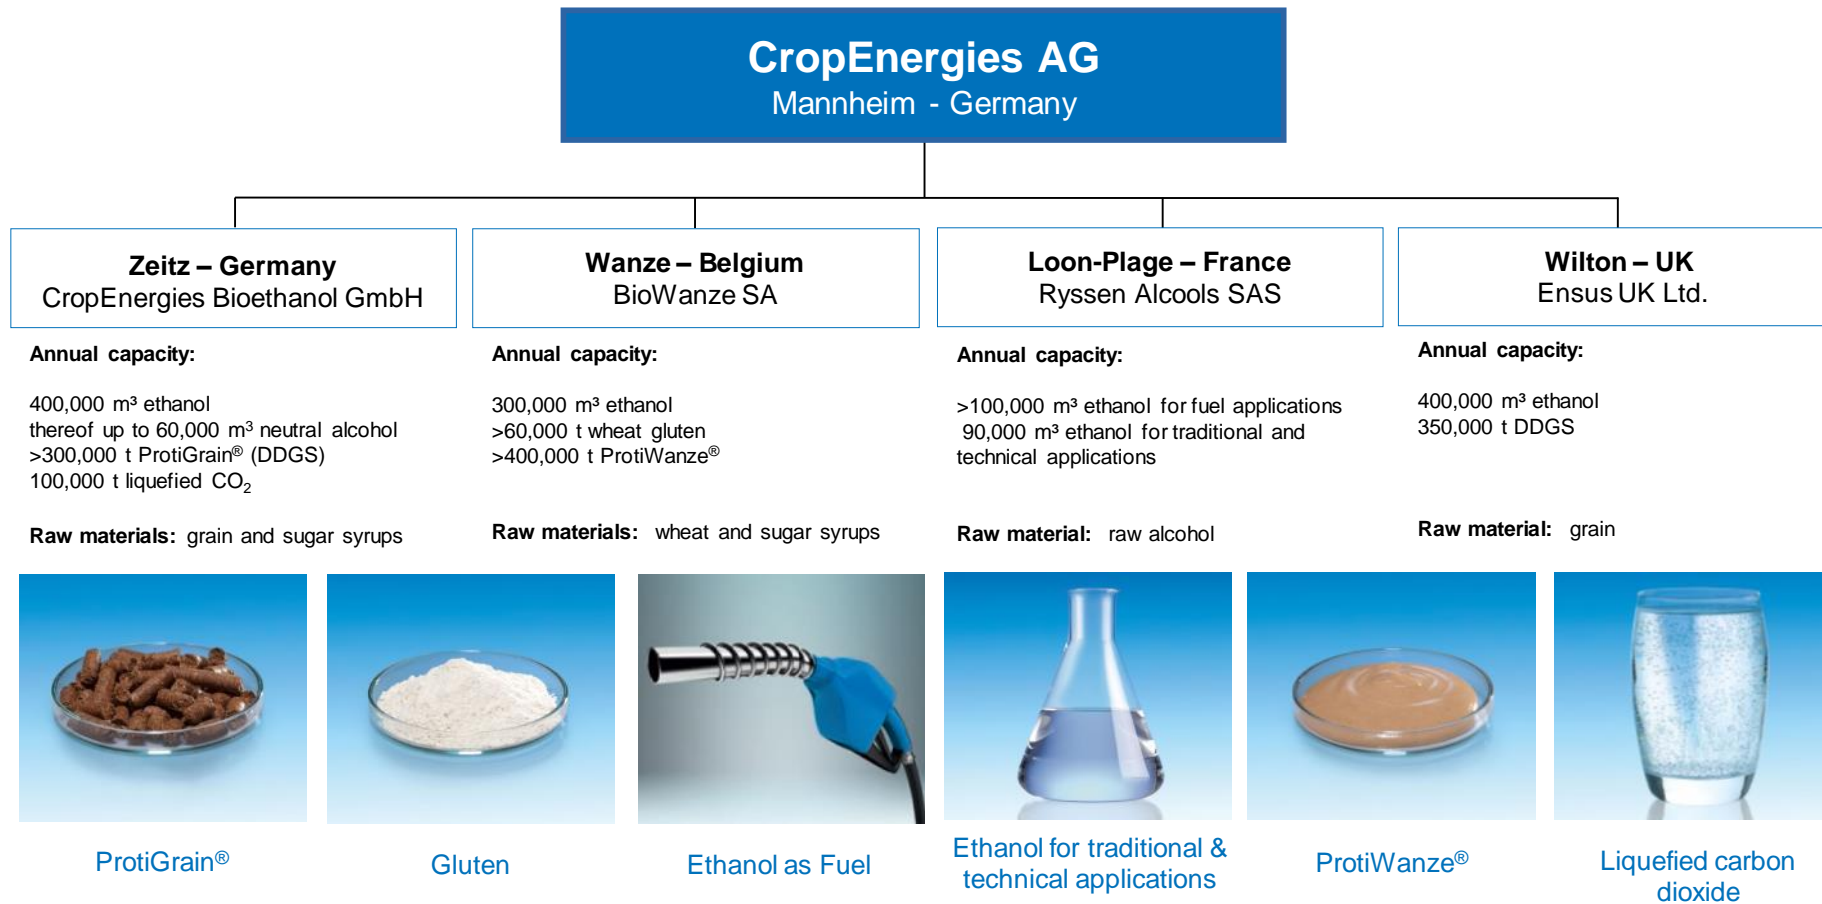 CropEnergies AG
Mannheim - Germany
Zeitz – Germany
CropEnergies Bioethanol GmbH
Annual capacity:
400,000 m³ ethanol
thereof up to 60,000 m³ neutral alcohol
>300,000 t ProtiGrain® (DDGS)
100,000 t liquefied CO₂
Raw materials: grain and sugar syrups
Wanze – Belgium
BioWanze SA
Annual capacity:
300,000 m³ ethanol
>60,000 t wheat gluten
>400,000 t ProtiWanze®
Raw materials: wheat and sugar syrups
Loon-Plage – France
Ryssen Alcools SAS
Annual capacity:
>100,000 m³ ethanol for fuel applications
90,000 m³ ethanol for traditional and
technical applications
Raw material: raw alcohol
Wilton – UK
Ensus UK Ltd.
Annual capacity:
400,000 m³ ethanol
350,000 t DDGS
Raw material: grain
ProtiGrain®
Gluten
Ethanol as Fuel
Ethanol for traditional &
technical applications
ProtiWanze®
Liquefied carbon
dioxide